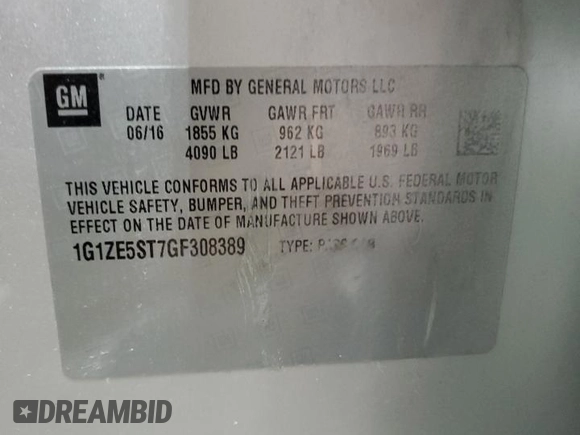 GM
MFD BY GENERAL MOTORS LLC
DATE GVWR GAWR FRT GAWR RR
06/16 1855 KG 962 KG 893 KG
4090 LB 2121 LB 1969 LB
THIS VEHICLE CONFORMS TO ALL APPLICABLE U.S. FEDERAL MOTOR
VEHICLE SAFETY, BUMPER, AND THEFT PREVENTION STANDARDS IN
EFFECT ON THE DATE OF MANUFACTURE SHOWN ABOVE.
1G1ZE5ST7GF308389 TYPE:
DREAMBID